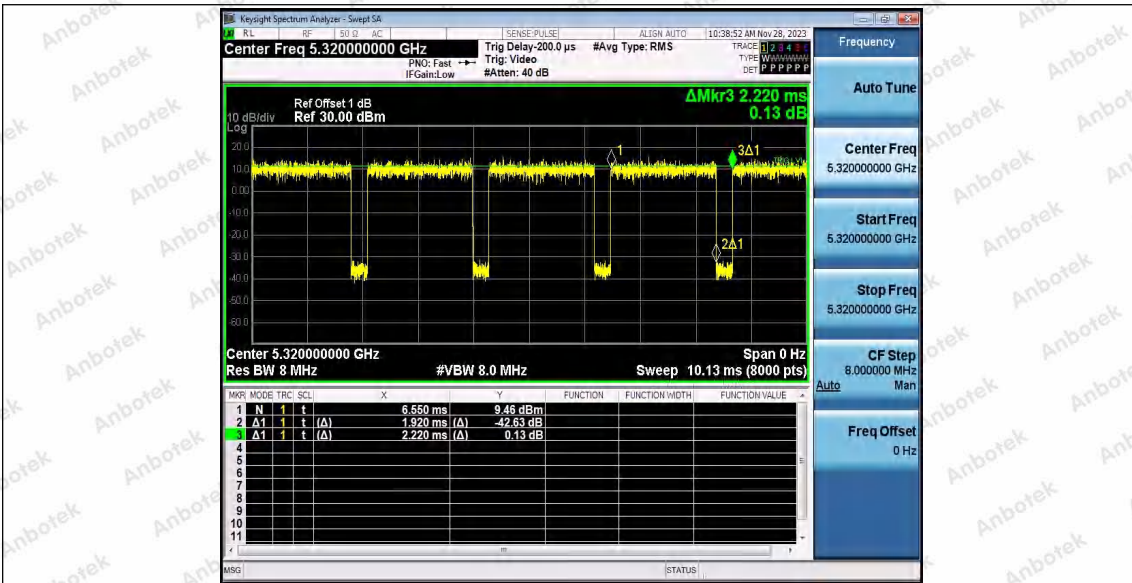 Keysight Spectrum Analyzer - Swept SA
RL RF 50 Ω AC SENSE:PULSE ALIGN AUTO 10:38:52 AM Nov 28, 2023
Center Freq 5.320000000 GHz
PNO: Fast
IFGain:Low
Trig Delay-200.0 µs
Trig: Video
#Atten: 40 dB
#Avg Type: RMS
TRACE 1 2 3 4 5 6
TYPE WWWWWW
DET P P P P P P
ΔMkr3 2.220 ms
0.13 dB
Ref Offset 1 dB
10 dB/div Ref 30.00 dBm
Log
20.0
10.0
0.00
-10.0
-20.0
-30.0
-40.0
-50.0
-60.0
1
3Δ1
2Δ1
Center 5.320000000 GHz Span 0 Hz
Res BW 8 MHz #VBW 8.0 MHz Sweep 10.13 ms (8000 pts)
MKR MODE TRC SCL X Y FUNCTION FUNCTION WIDTH FUNCTION VALUE
1 N 1 t 6.550 ms 9.46 dBm
2 Δ1 1 t (Δ) 1.920 ms (Δ) -42.63 dB
3 Δ1 1 t (Δ) 2.220 ms (Δ) 0.13 dB
4
5
6
7
8
9
10
11
MSG STATUS
Frequency
Auto Tune
Center Freq
5.320000000 GHz
Start Freq
5.320000000 GHz
Stop Freq
5.320000000 GHz
CF Step
8.000000 MHz
Auto Man
Freq Offset
0 Hz
Anbotek